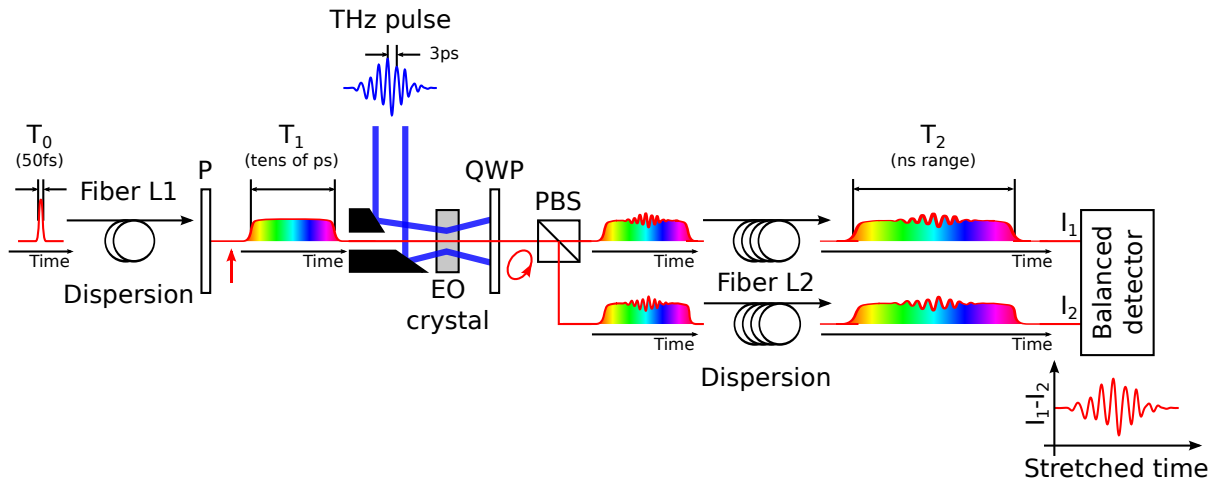 THz pulse
3ps
T0
(50fs)
Fiber L1
P
T1
(tens of ps)
QWP
PBS
T2
(ns range)
Time
Dispersion
Time
EO
crystal
Time
Fiber L2
Time
I1
Time
Dispersion
Time
I2
Balanced
detector
I1-I2
Stretched time